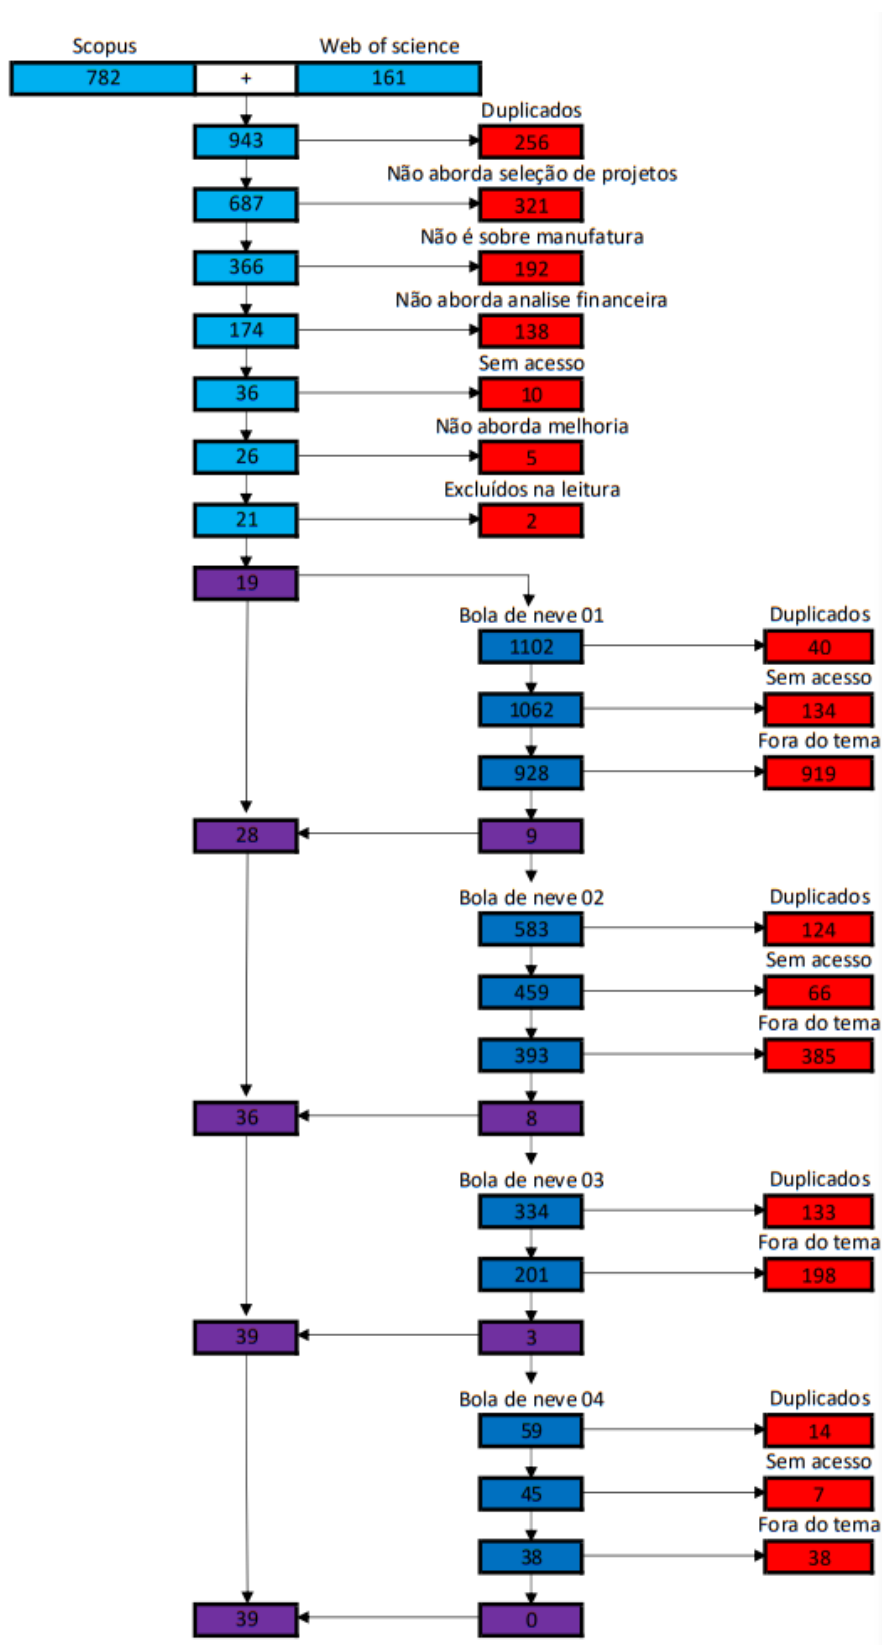 Scopus Web of science
782 + 161
Duplicados
943 256
Não aborda seleção de projetos
687 321
Não é sobre manufatura
366 192
Não aborda analise financeira
174 138
Sem acesso
36 10
Não aborda melhoria
26 5
Excluídos na leitura
21 2
19
Bola de neve 01 Duplicados
1102 40
Sem acesso
1062 134
Fora do tema
928 919
28 9
Bola de neve 02 Duplicados
583 124
Sem acesso
459 66
Fora do tema
393 385
36 8
Bola de neve 03 Duplicados
334 133
Fora do tema
201 198
39 3
Bola de neve 04 Duplicados
59 14
Sem acesso
45 7
Fora do tema
38 38
39 0